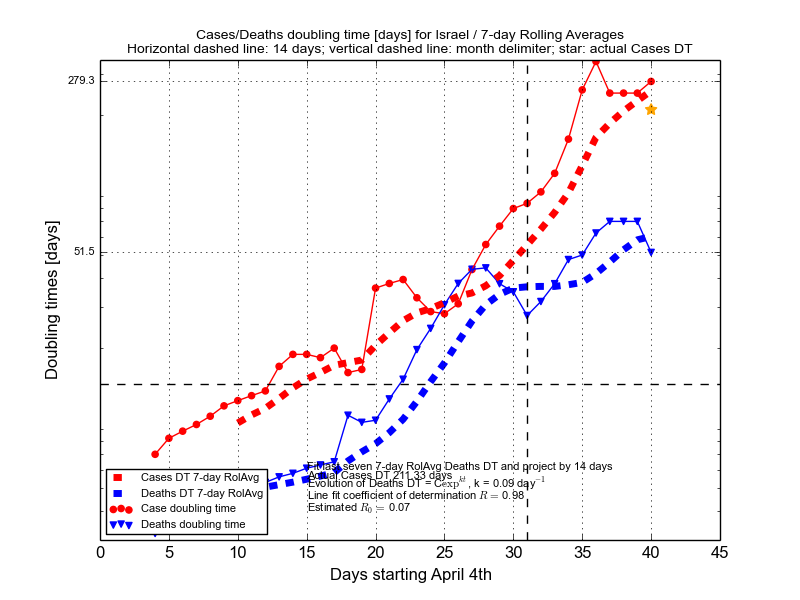 Cases/Deaths doubling time [days] for Israel / 7-day Rolling Averages
Horizontal dashed line: 14 days; vertical dashed line: month delimiter; star: actual Cases DT
279.3
51.5
Doubling times [days]
Fit last seven 7-day RolAvg Deaths DT and project by 14 days
Actual Cases DT 211.33 days
Evolution of Deaths DT = Cexp^{kt}, k = 0.09 day^{-1}
Line fit coefficient of determination R = 0.98
Estimated R_0 = 0.07
Cases DT 7-day RolAvg
Deaths DT 7-day RolAvg
Case doubling time
Deaths doubling time
0 5 10 15 20 25 30 35 40 45
Days starting April 4th